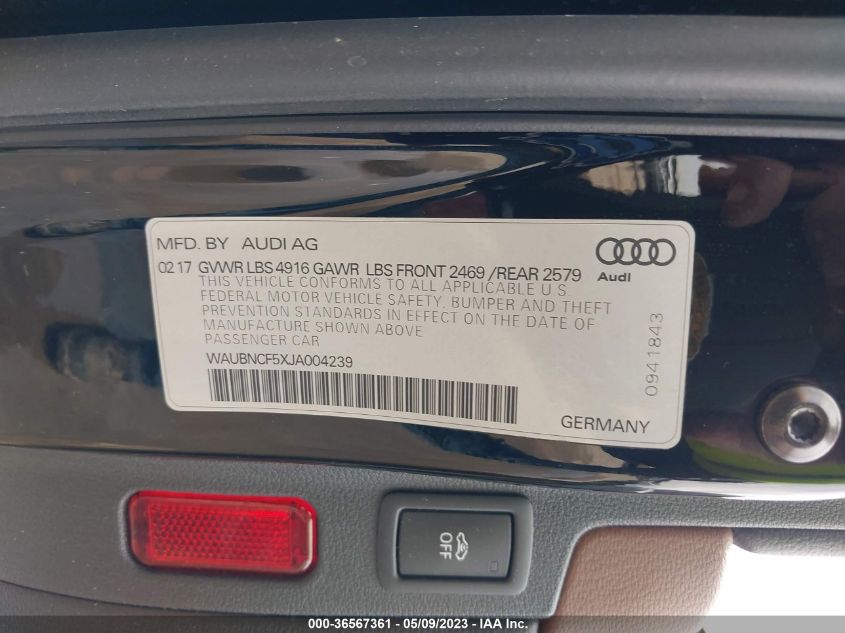 MFD. BY AUDI AG
Audi
02 17 GVWR LBS 4916 GAWR LBS FRONT 2469 /REAR 2579
THIS VEHICLE CONFORMS TO ALL APPLICABLE U S
FEDERAL MOTOR VEHICLE SAFETY, BUMPER AND THEFT
PREVENTION STANDARDS IN EFFECT ON THE DATE OF
MANUFACTURE SHOWN ABOVE
PASSENGER CAR
WAUBNCF5XJA004239
0941843
GERMANY
OFF
000-36567361 - 05/09/2023 - IAAI.com